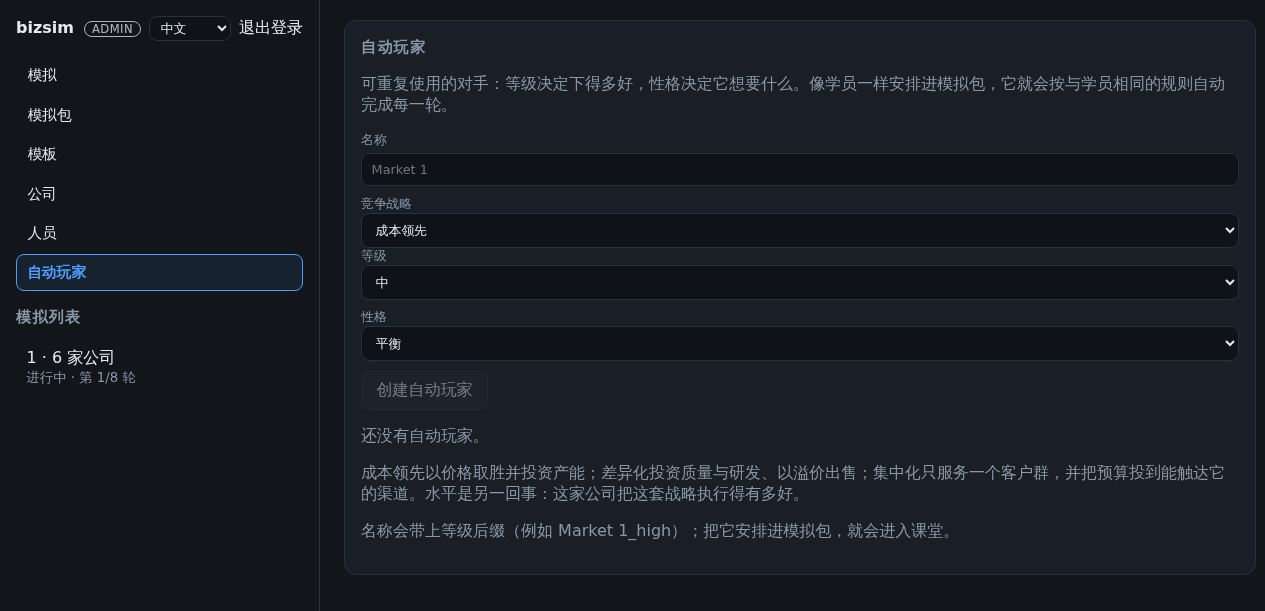 bizsim ADMIN 中文 退出登录
模拟
模拟包
模板
公司
人员
自动玩家
模拟列表
1 · 6 家公司
进行中 · 第 1/8 轮
自动玩家
可重复使用的对手：等级决定下得多好，性格决定它想要什么。像学员一样安排进模拟包，它就会按与学员相同的规则自动
完成每一轮。
名称
Market 1
竞争战略
成本领先
等级
中
性格
平衡
创建自动玩家
还没有自动玩家。
成本领先以价格取胜并投资产能；差异化投资质量与研发、以溢价出售；集中化只服务一个客户群，并把预算投到能触达它
的渠道。水平是另一回事：这家公司把这套战略执行得有多好。
名称会带上等级后缀（例如 Market 1_high）；把它安排进模拟包，就会进入课堂。